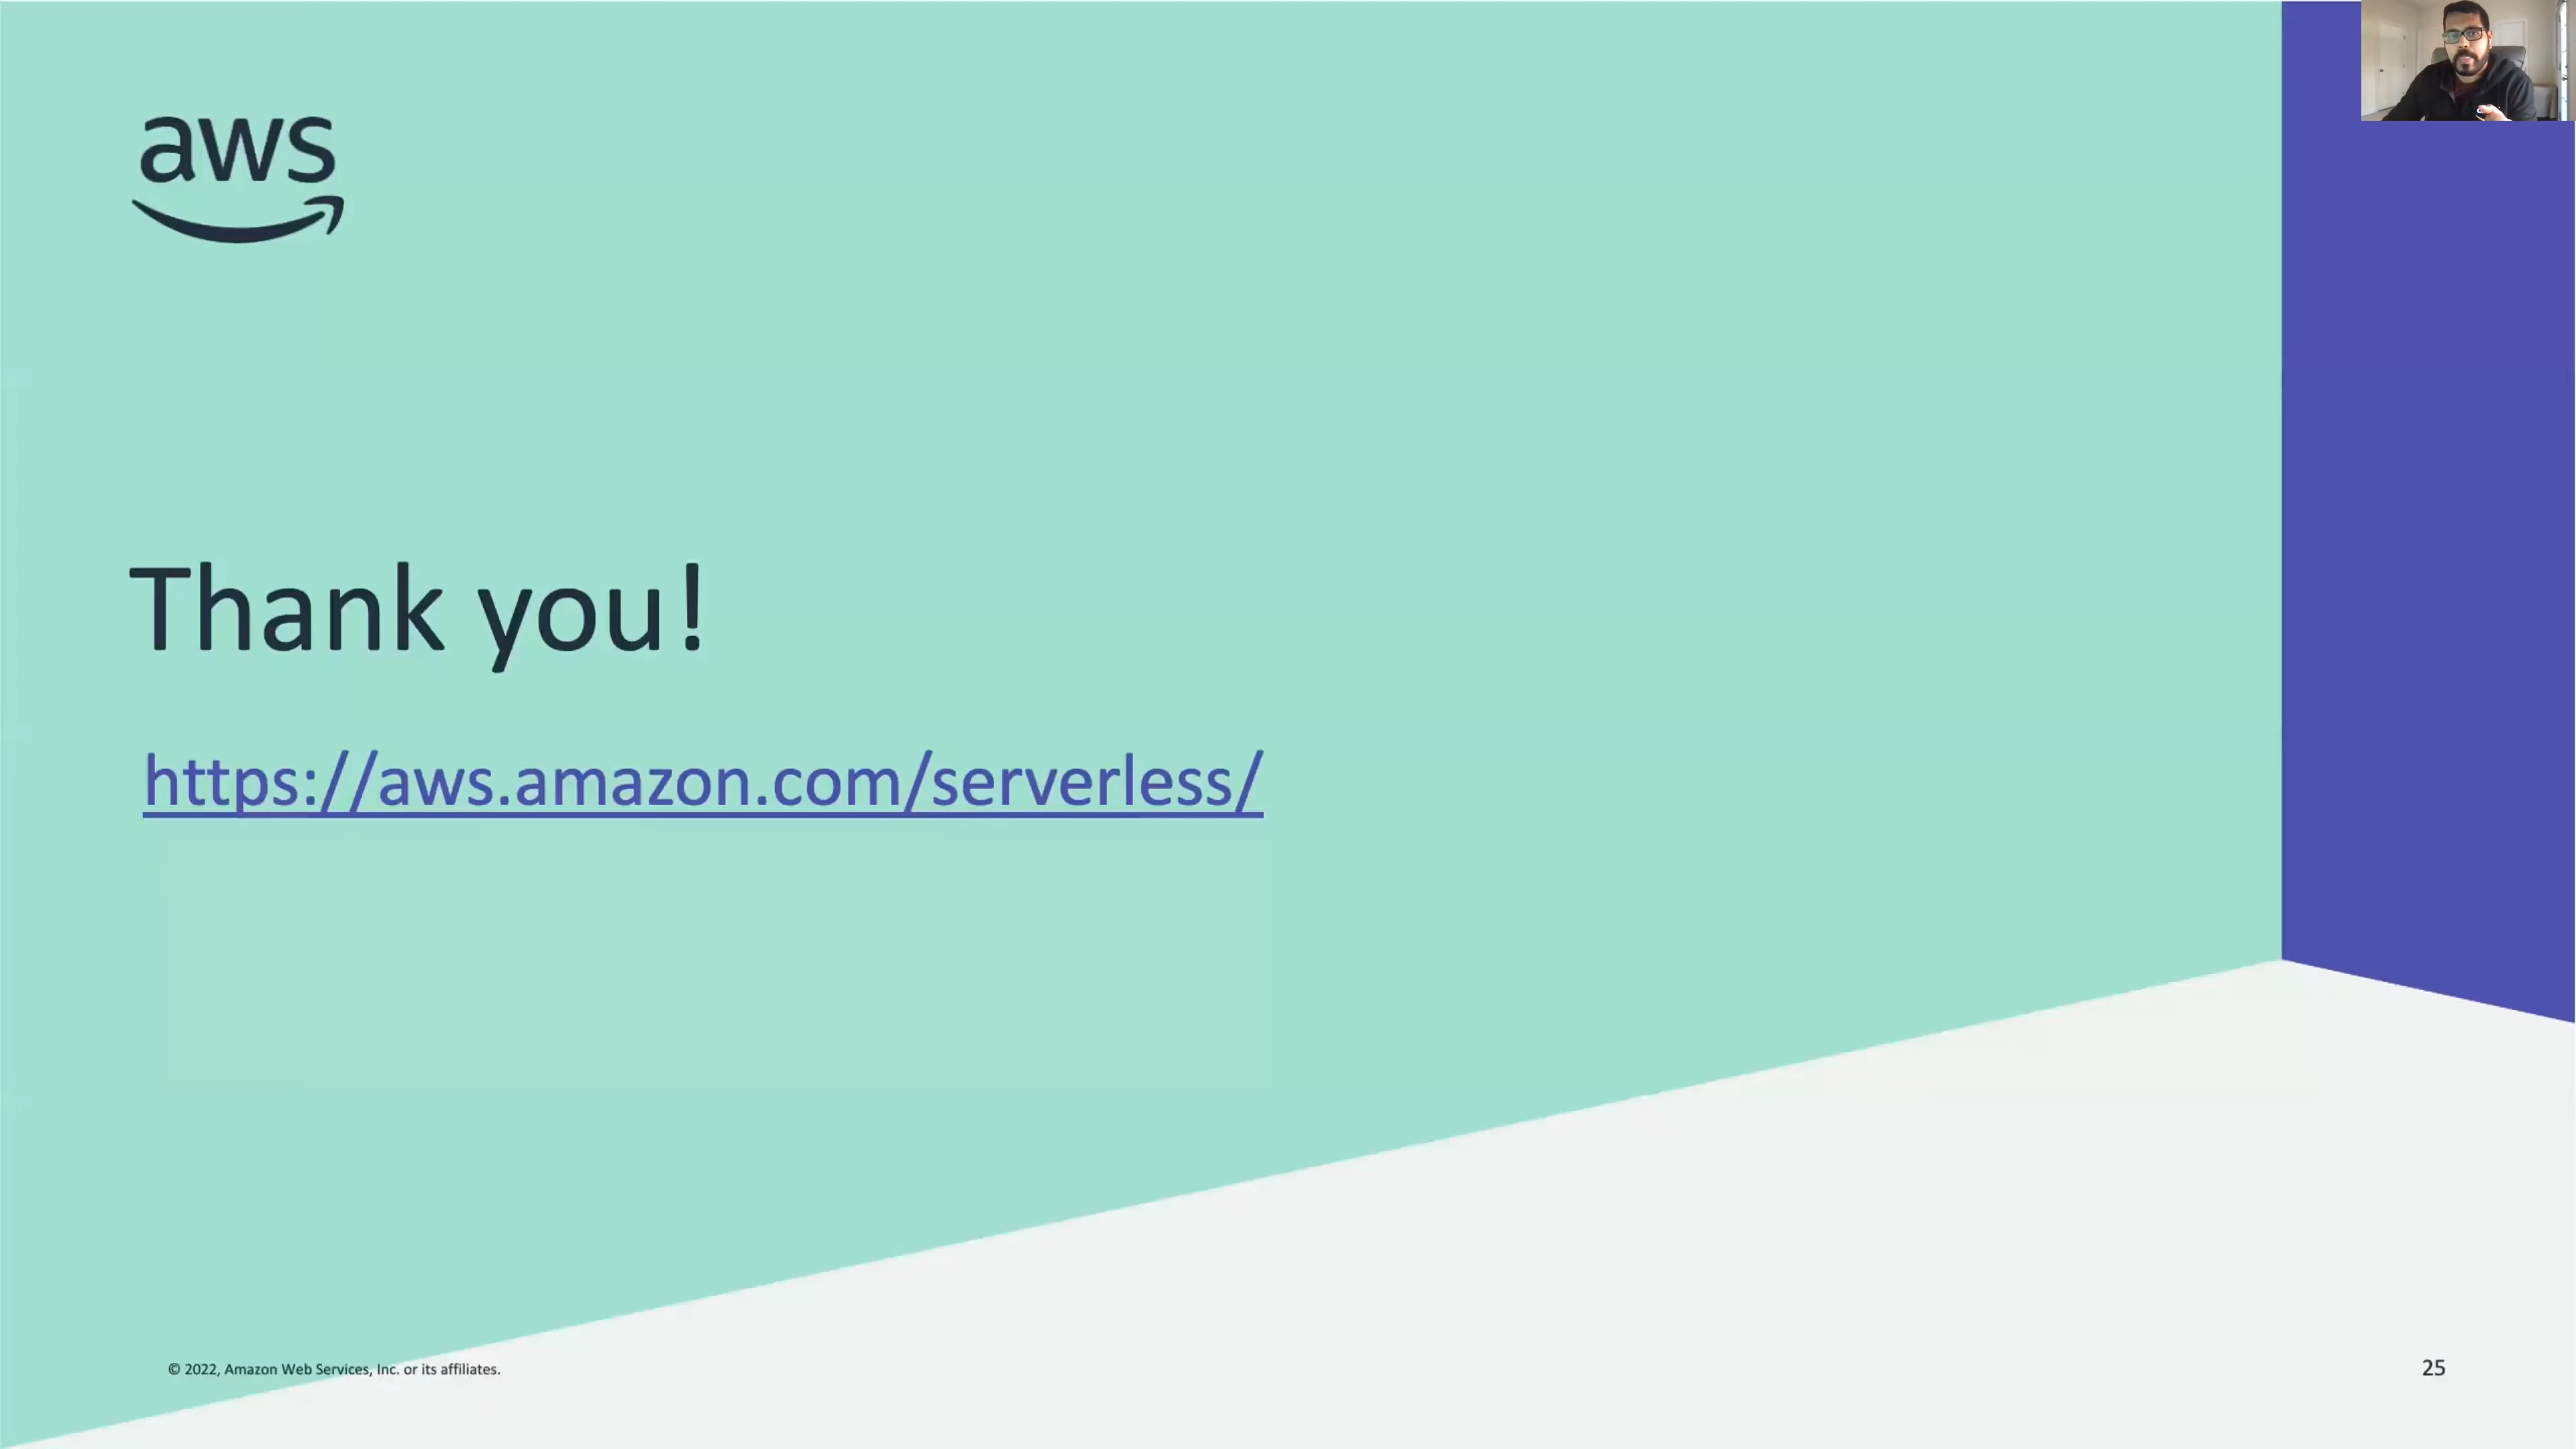 aws
Thank you!
https://aws.amazon.com/serverless/
© 2022, Amazon Web Services, Inc. or its affiliates.
25